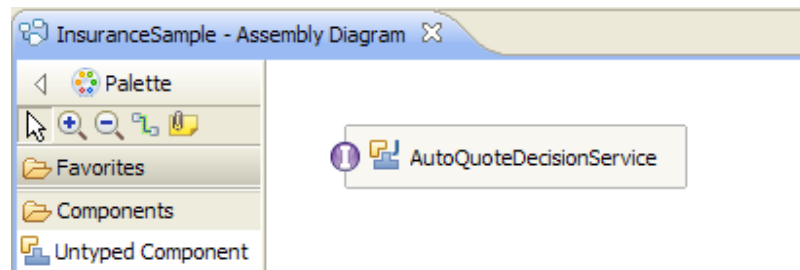 InsuranceSample - Assembly Diagram
Palette
Favorites
Components
Untyped Component
I AutoQuoteDecisionService